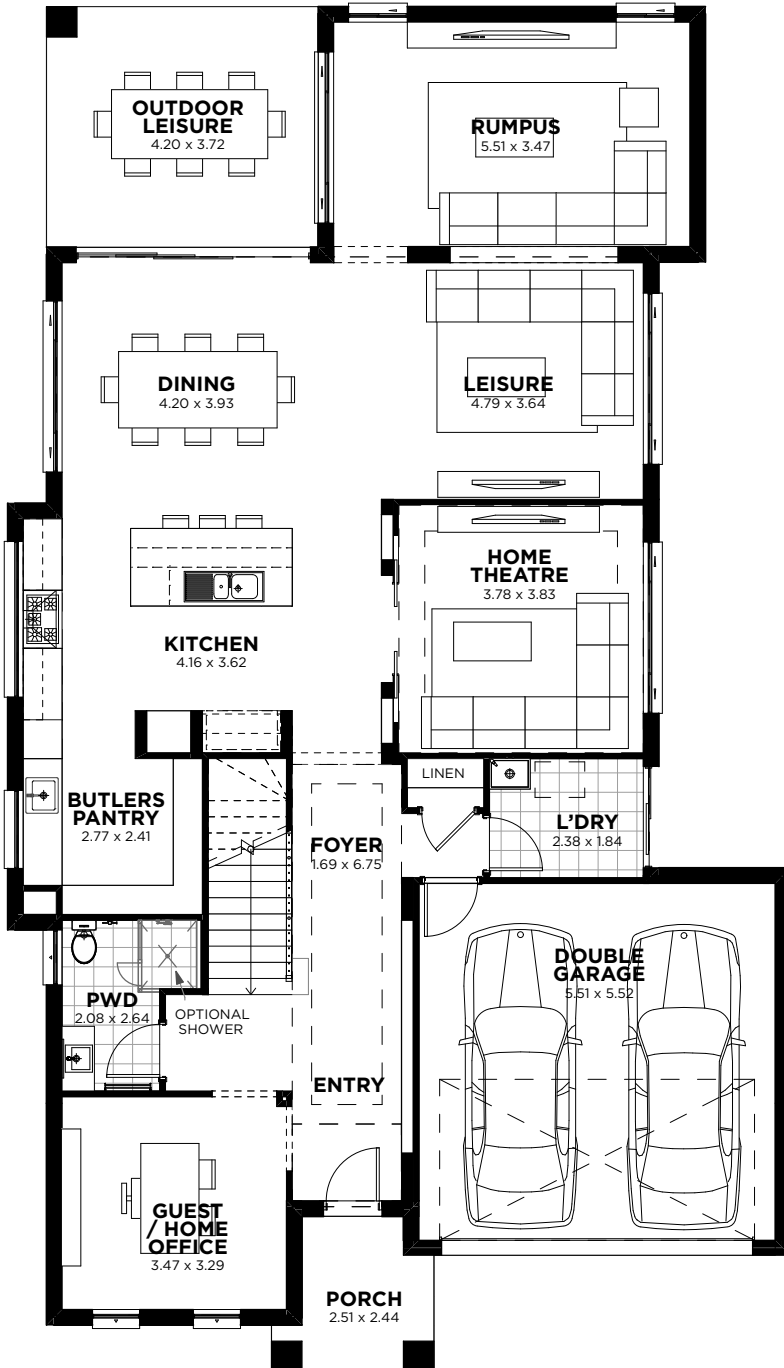 OUTDOOR
LEISURE
4.20 x 3.72
RUMPUS
5.51 x 3.47
DINING
4.20 x 3.93
LEISURE
4.79 x 3.64
HOME
THEATRE
3.78 x 3.83
KITCHEN
4.16 x 3.62
LINEN
BUTLERS
PANTRY
2.77 x 2.41
FOYER
1.69 x 6.75
L'DRY
2.38 x 1.84
DOUBLE
GARAGE
5.51 x 5.52
PWD
2.08 x 2.64
OPTIONAL
SHOWER
ENTRY
GUEST
/ HOME
OFFICE
3.47 x 3.29
PORCH
2.51 x 2.44